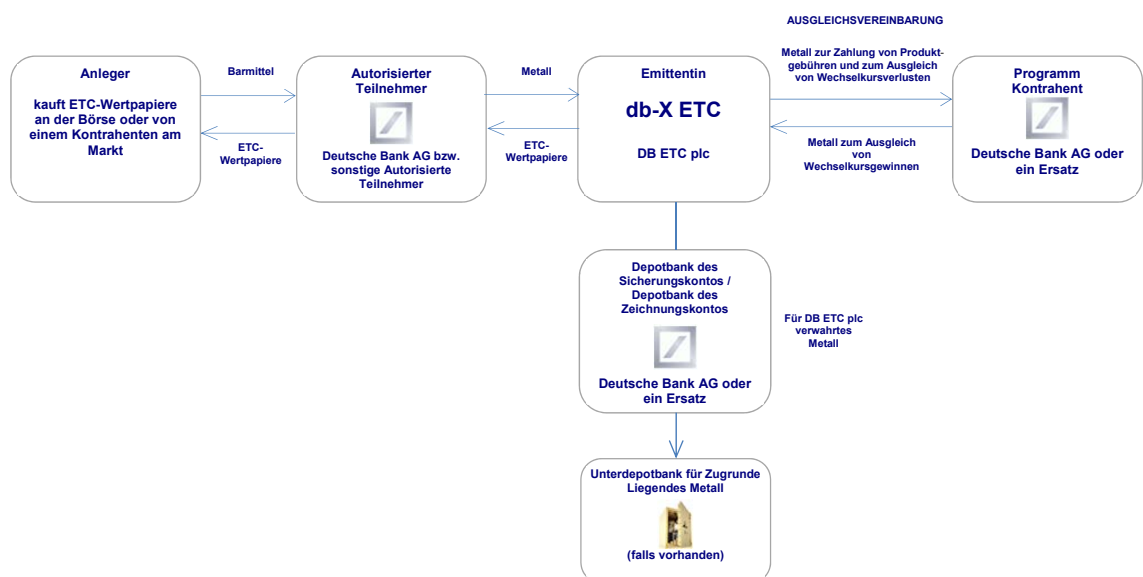 AUSGLEICHSVEREINBARUNG
Anleger
kauft ETC-Wertpapiere
an der Börse oder von
einem Kontrahenten am
Markt
Barmittel
ETC-
Wertpapiere
Autorisierter
Teilnehmer
Deutsche Bank AG bzw.
sonstige Autorisierte
Teilnehmer
Metall
ETC-
Wertpapiere
Emittentin
db-X ETC
DB ETC plc
Metall zur Zahlung von Produkt-
gebühren und zum Ausgleich
von Wechselkursverlusten
Metall zum Ausgleich
von
Wechselkursgewinnen
Programm
Kontrahent
Deutsche Bank AG oder
ein Ersatz
Depotbank des
Sicherungskontos /
Depotbank des
Zeichnungskontos
Deutsche Bank AG oder
ein Ersatz
Für DB ETC plc
verwahrtes
Metall
Unterdepotbank für Zugrunde
Liegendes Metall
(falls vorhanden)